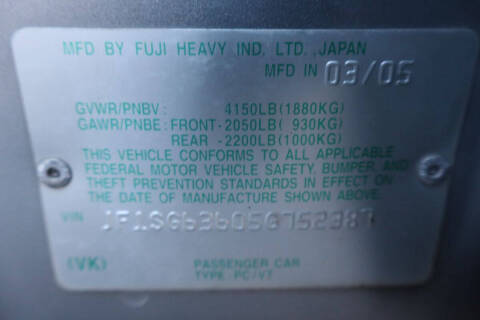 MFD BY FUJI HEAVY IND. LTD. ,JAPAN
MFD IN 03/05
GVWR/PNBV : 4150LB(1880KG)
GAWR/PNBE : FRONT-2050LB( 930KG)
REAR -2200LB(1000KG)
THIS VEHICLE CONFORMS TO ALL APPLICABLE
FEDERAL MOTOR VEHICLE SAFETY, BUMPER, AND
THEFT PREVENTION STANDARDS IN EFFECT ON
THE DATE OF MANUFACTURE SHOWN ABOVE.
VIN
(VK) PASSENGER CAR
TYPE-PC/VT